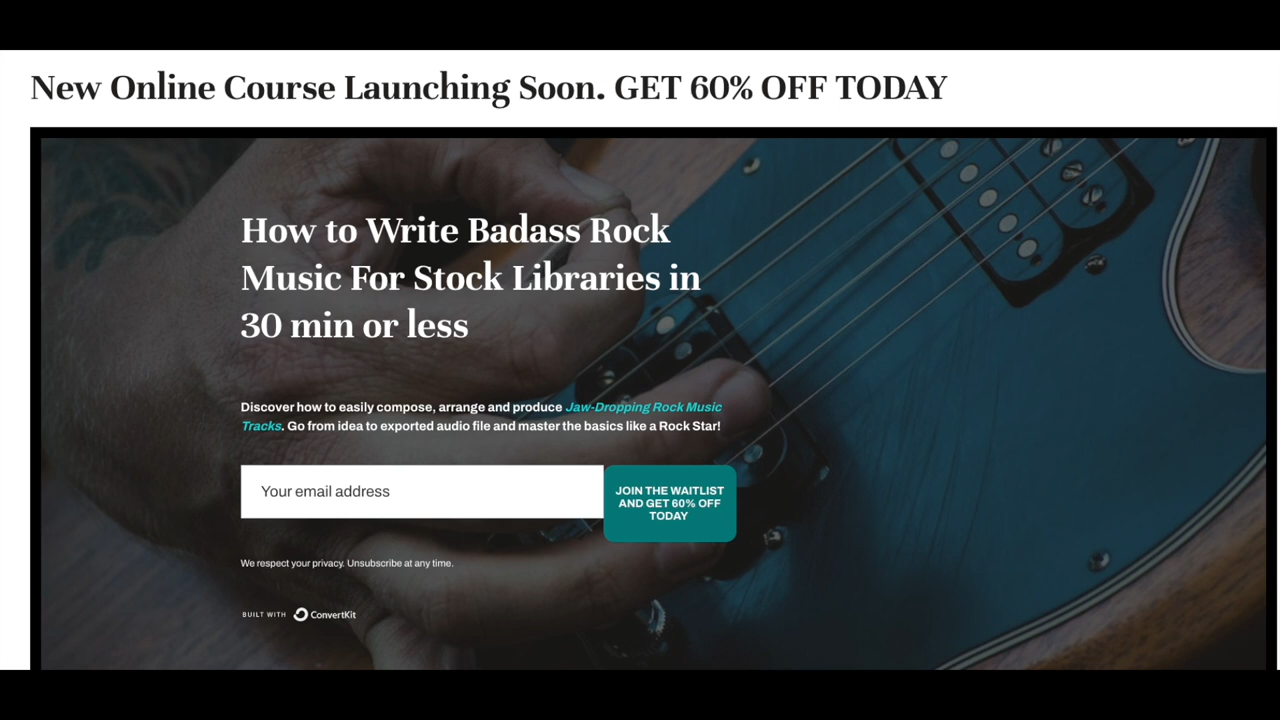 New Online Course Launching Soon. GET 60% OFF TODAY
How to Write Badass Rock
Music For Stock Libraries in
30 min or less
Discover how to easily compose, arrange and produce Jaw-Dropping Rock Music
Tracks. Go from idea to exported audio file and master the basics like a Rock Star!
Your email address
JOIN THE WAITLIST
AND GET 60% OFF
TODAY
We respect your privacy. Unsubscribe at any time.
BUILT WITH ConvertKit